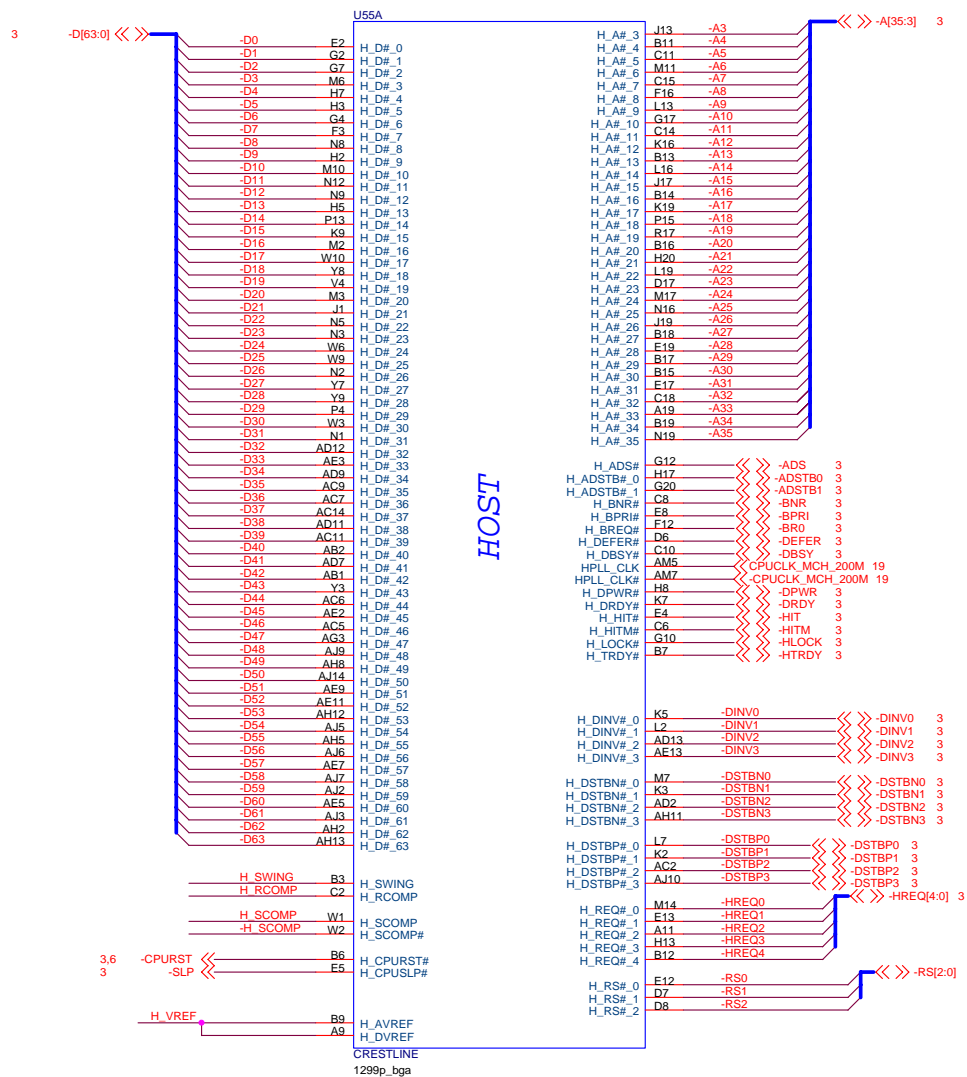 U55A
3 -D[63:0] -A[35:3] 3
-D0 E2 H_D#_0 H_A#_3 J13 -A3
-D1 G2 H_D#_1 H_A#_4 B11 -A4
-D2 G7 H_D#_2 H_A#_5 C11 -A5
-D3 M6 H_D#_3 H_A#_6 M11 -A6
-D4 H7 H_D#_4 H_A#_7 C15 -A7
-D5 H3 H_D#_5 H_A#_8 F16 -A8
-D6 G4 H_D#_6 H_A#_9 L13 -A9
-D7 F3 H_D#_7 H_A#_10 G17 -A10
-D8 N8 H_D#_8 H_A#_11 C14 -A11
-D9 H2 H_D#_9 H_A#_12 K16 -A12
-D10 M10 H_D#_10 H_A#_13 B13 -A13
-D11 N12 H_D#_11 H_A#_14 L16 -A14
-D12 N9 H_D#_12 H_A#_15 J17 -A15
-D13 H5 H_D#_13 H_A#_16 B14 -A16
-D14 P13 H_D#_14 H_A#_17 K19 -A17
-D15 K9 H_D#_15 H_A#_18 P15 -A18
-D16 M2 H_D#_16 H_A#_19 R17 -A19
-D17 W10 H_D#_17 H_A#_20 B16 -A20
-D18 Y8 H_D#_18 H_A#_21 H20 -A21
-D19 V4 H_D#_19 H_A#_22 L19 -A22
-D20 M3 H_D#_20 H_A#_23 D17 -A23
-D21 J1 H_D#_21 H_A#_24 M17 -A24
-D22 N5 H_D#_22 H_A#_25 N16 -A25
-D23 N3 H_D#_23 H_A#_26 J19 -A26
-D24 W6 H_D#_24 H_A#_27 B18 -A27
-D25 W9 H_D#_25 H_A#_28 E19 -A28
-D26 N2 H_D#_26 H_A#_29 B17 -A29
-D27 Y7 H_D#_27 H_A#_30 B15 -A30
-D28 Y9 H_D#_28 H_A#_31 E17 -A31
-D29 P4 H_D#_29 H_A#_32 C18 -A32
-D30 W3 H_D#_30 H_A#_33 A19 -A33
-D31 N1 H_D#_31 H_A#_34 B19 -A34
-D32 AD12 H_D#_32 H_A#_35 N19 -A35
-D33 AE3 H_D#_33
-D34 AD9 H_D#_34 H_ADS# G12 -ADS 3
-D35 AC9 H_D#_35 H_ADSTB#_0 H17 -ADSTB0 3
-D36 AC7 H_D#_36 H_ADSTB#_1 G20 -ADSTB1 3
-D37 AC14 H_D#_37 H_BNR# C8 -BNR 3
-D38 AD11 H_D#_38 H_BPRI# E8 -BPRI 3
-D39 AC11 H_D#_39 H_BREQ# F12 -BR0 3
-D40 AB2 H_D#_40 H_DEFER# D6 -DEFER 3
-D41 AD7 H_D#_41 H_DBSY# C10 -DBSY 3
-D42 AB1 H_D#_42 HPLL_CLK AM5 CPUCLK_MCH_200M 19
-D43 Y3 H_D#_43 HPLL_CLK# AM7 -CPUCLK_MCH_200M 19
-D44 AC6 H_D#_44 H_DPWR# H8 -DPWR 3
-D45 AE2 H_D#_45 H_DRDY# K7 -DRDY 3
-D46 AC5 H_D#_46 H_HIT# E4 -HIT 3
-D47 AG3 H_D#_47 H_HITM# C6 -HITM 3
-D48 AJ9 H_D#_48 H_LOCK# G10 -HLOCK 3
-D49 AH8 H_D#_49 H_TRDY# B7 -HTRDY 3
-D50 AJ14 H_D#_50
-D51 AE9 H_D#_51
-D52 AE11 H_D#_52
-D53 AH12 H_D#_53 H_DINV#_0 K5 -DINV0 -DINV0 3
-D54 AJ5 H_D#_54 H_DINV#_1 L2 -DINV1 -DINV1 3
-D55 AH5 H_D#_55 H_DINV#_2 AD13 -DINV2 -DINV2 3
-D56 AJ6 H_D#_56 H_DINV#_3 AE13 -DINV3 -DINV3 3
-D57 AE7 H_D#_57
-D58 AJ7 H_D#_58 H_DSTBN#_0 M7 -DSTBN0 -DSTBN0 3
-D59 AJ2 H_D#_59 H_DSTBN#_1 K3 -DSTBN1 -DSTBN1 3
-D60 AE5 H_D#_60 H_DSTBN#_2 AD2 -DSTBN2 -DSTBN2 3
-D61 AJ3 H_D#_61 H_DSTBN#_3 AH11 -DSTBN3 -DSTBN3 3
-D62 AH2 H_D#_62
-D63 AH13 H_D#_63 H_DSTBP#_0 L7 -DSTBP0 -DSTBP0 3
H_DSTBP#_1 K2 -DSTBP1 -DSTBP1 3
H_DSTBP#_2 AC2 -DSTBP2 -DSTBP2 3
H_SWING B3 H_SWING H_DSTBP#_3 AJ10 -DSTBP3 -DSTBP3 3
H_RCOMP C2 H_RCOMP -HREQ[4:0] 3
H_REQ#_0 M14 -HREQ0
H_SCOMP W1 H_SCOMP H_REQ#_1 E13 -HREQ1
-H_SCOMP W2 H_SCOMP# H_REQ#_2 A11 -HREQ2
H_REQ#_3 H13 -HREQ3
3,6 -CPURST B6 H_CPURST# H_REQ#_4 B12 -HREQ4
3 -SLP E5 H_CPUSLP# -RS[2:0] 3
H_RS#_0 E12 -RS0
H_RS#_1 D7 -RS1
H_RS#_2 D8 -RS2
H_VREF B9 H_AVREF
A9 H_DVREF
HOST
CRESTLINE
1299p_bga